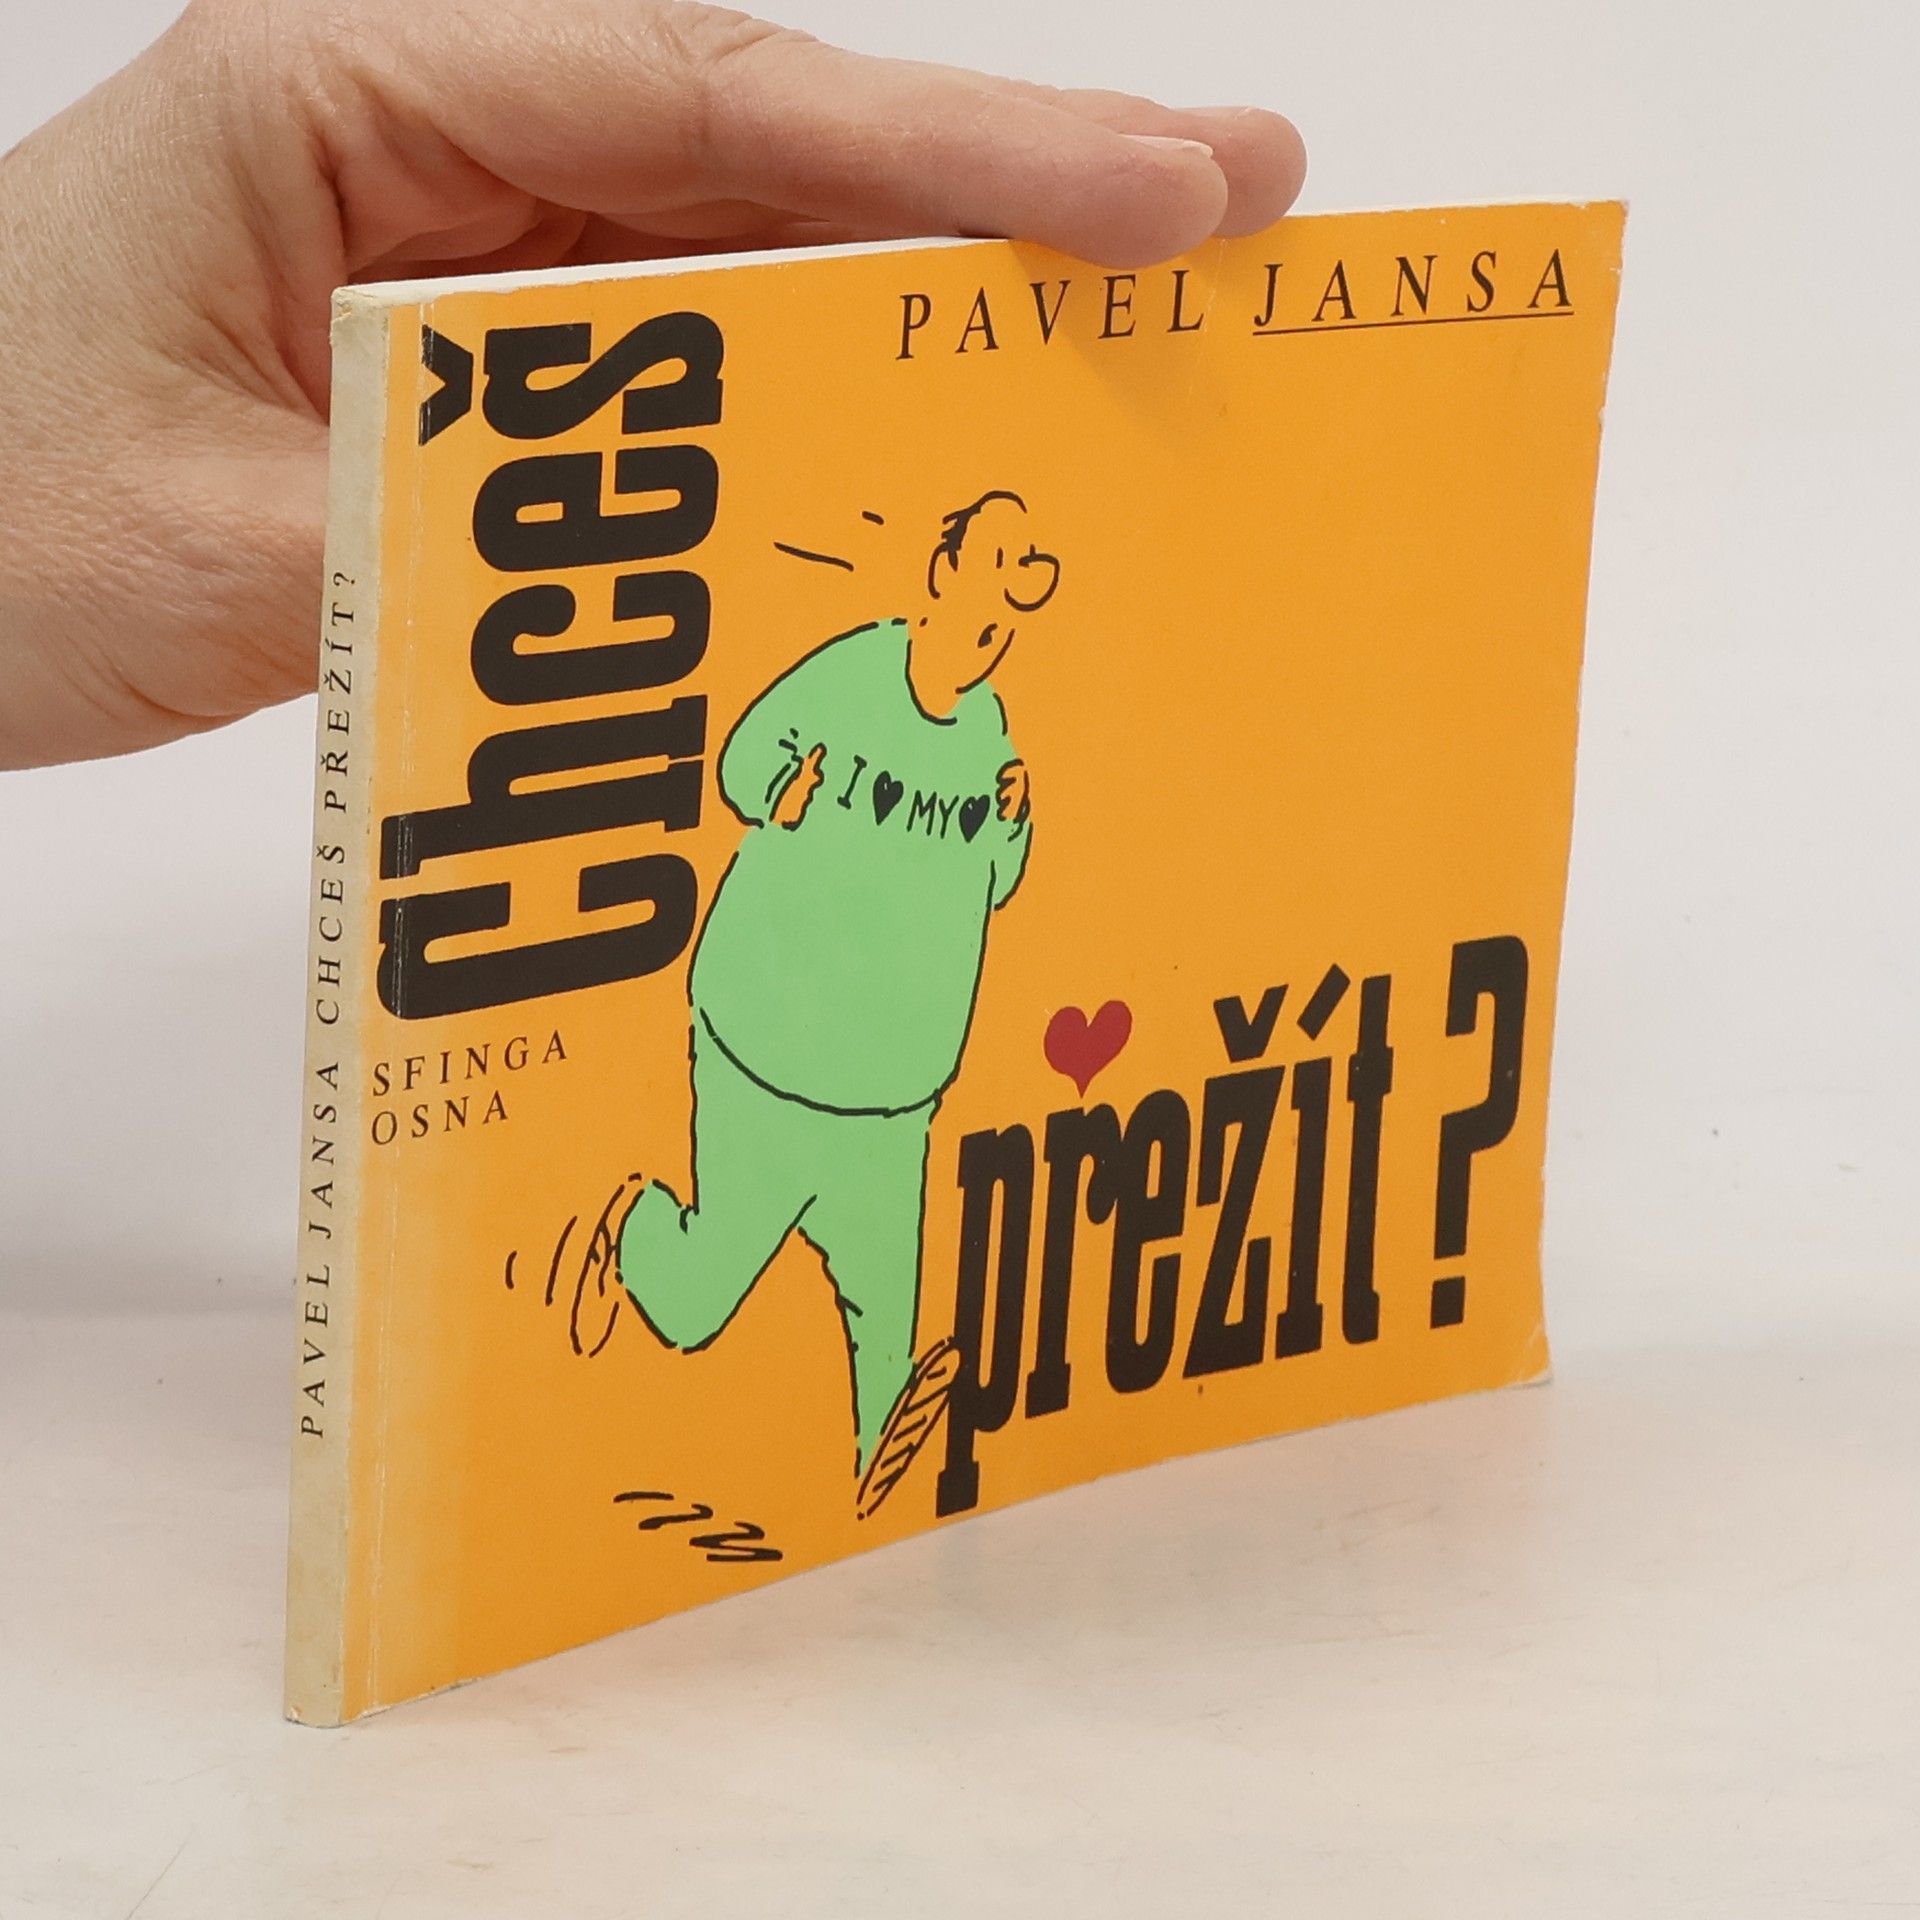 PAVEL JANSA
Chceš
přežít?
I ♥ MY ♥
SFINGA
OSNA
PAVEL JANSA CHCEŠ PŘEŽÍT?